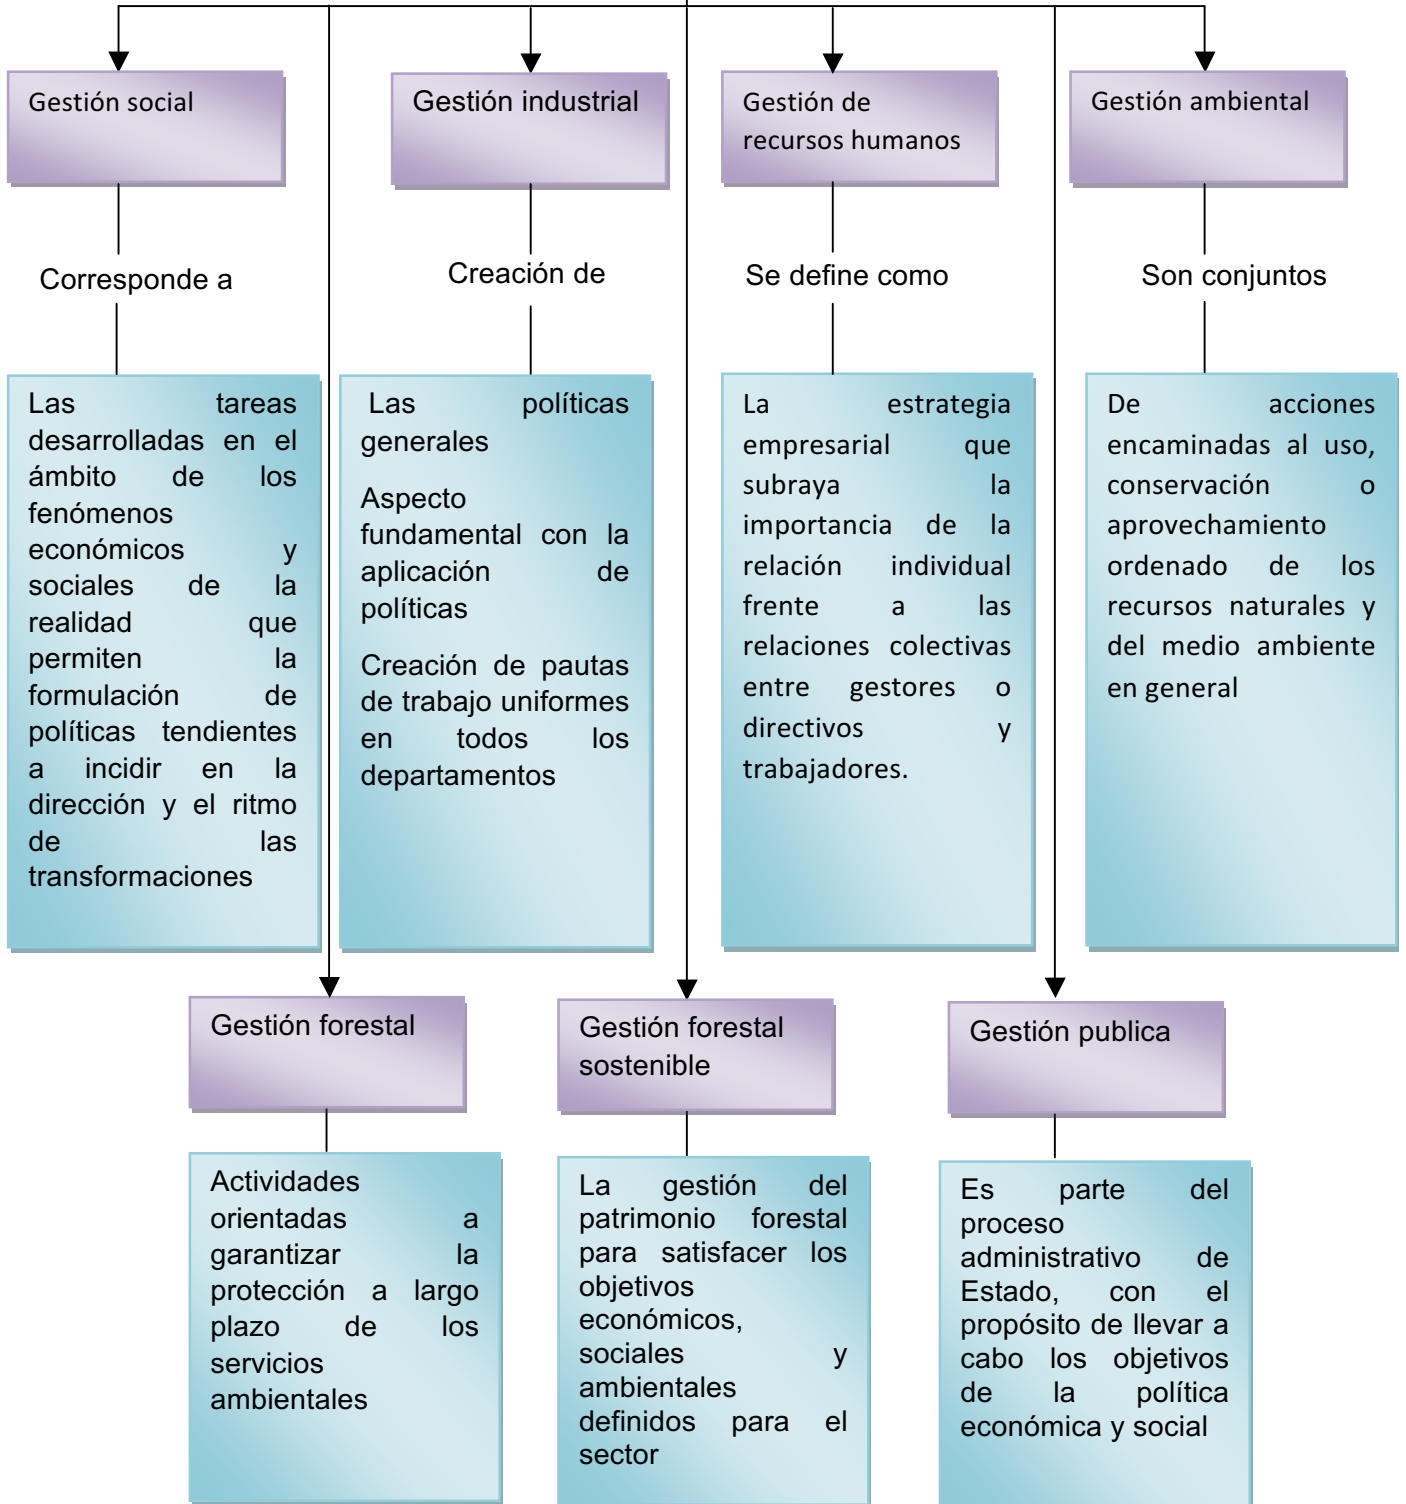 Gestión social
Gestión industrial
Gestión de
recursos humanos
Gestión ambiental
Corresponde a
Creación de
Se define como
Son conjuntos
Las tareas
desarrolladas en el
ámbito de los
fenómenos
económicos y
sociales de la
realidad que
permiten la
formulación de
políticas tendientes
a incidir en la
dirección y el ritmo
de las
transformaciones
Las políticas
generales
Aspecto
fundamental con la
aplicación de
políticas
Creación de pautas
de trabajo uniformes
en todos los
departamentos
La estrategia
empresarial que
subraya la
importancia de la
relación individual
frente a las
relaciones colectivas
entre gestores o
directivos y
trabajadores.
De acciones
encaminadas al uso,
conservación o
aprovechamiento
ordenado de los
recursos naturales y
del medio ambiente
en general
Gestión forestal
Gestión forestal
sostenible
Gestión publica
Actividades
orientadas a
garantizar la
protección a largo
plazo de los
servicios
ambientales
La gestión del
patrimonio forestal
para satisfacer los
objetivos
económicos,
sociales y
ambientales
definidos para el
sector
Es parte del
proceso
administrativo de
Estado, con el
propósito de llevar a
cabo los objetivos
de la política
económica y social